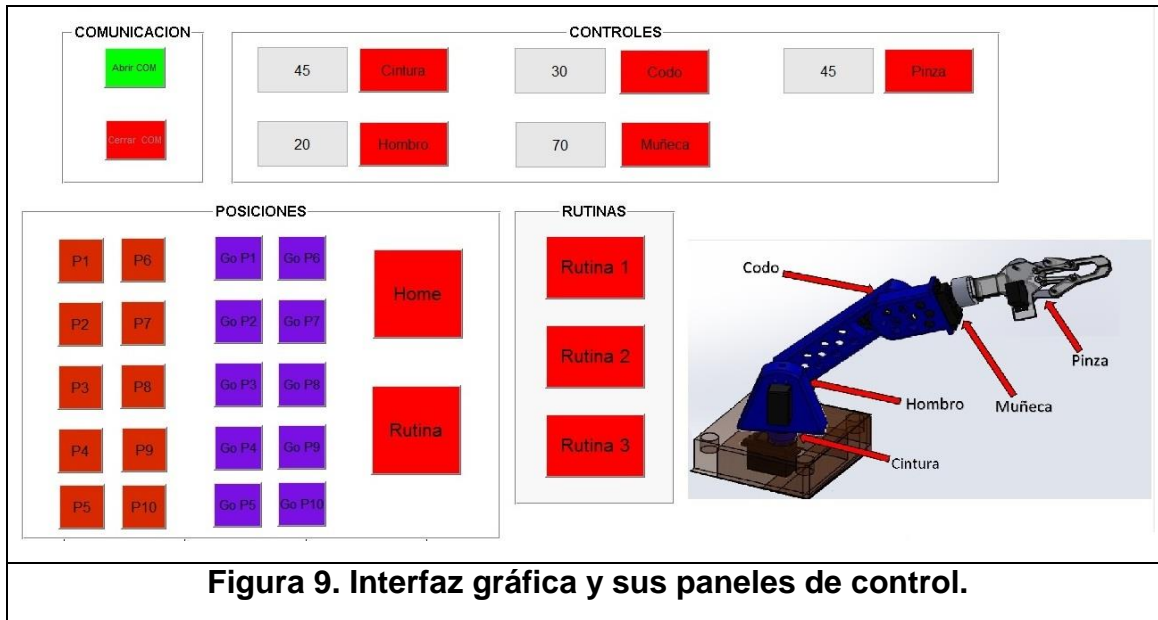 COMUNICACION
Abrir COM
Cerrar COM
CONTROLES
45 Cintura 30 Codo 45 Pinza
20 Hombro. 70 Muñeca
POSICIONES
P1 P6 Go P1 Go P6
P2 P7 Go P2 Go P7
P3 P8 Go P3 Go P8
P4 P9 Go P4 Go P9
P5 P10 Go P5 Go P10
Home
Rutina
RUTINAS
Rutina 1
Rutina 2
Rutina 3
Codo
Pinza
Hombro
Muñeca
Cintura
Figura 9. Interfaz gráfica y sus paneles de control.